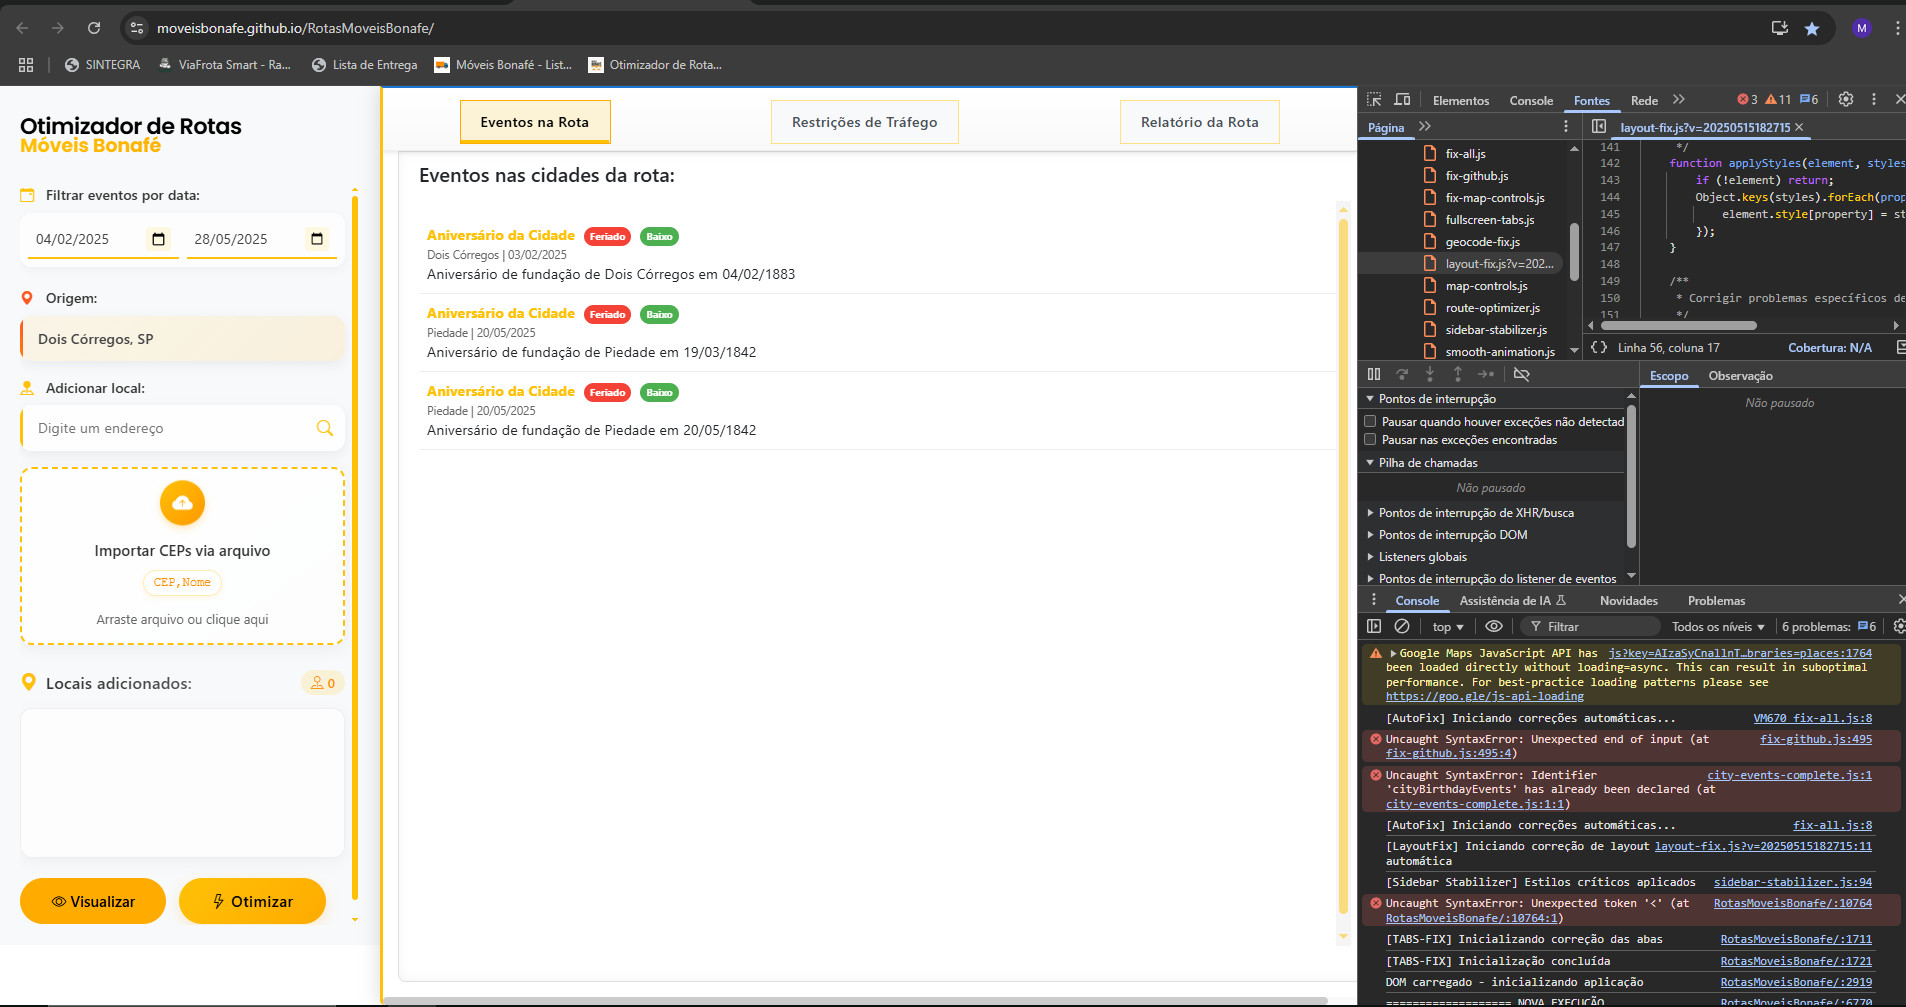 moveisbonafe.github.io/RotasMoveisBonafe/
M
SINTEGRA
ViaFrota Smart - Ra...
Lista de Entrega
Móveis Bonafé - List...
Otimizador de Rota...
Otimizador de Rotas
Móveis Bonafé
Filtrar eventos por data:
04/02/2025
28/05/2025
Origem:
Dois Córregos, SP
Adicionar local:
Digite um endereço
Importar CEPs via arquivo
CEP,Nome
Arraste arquivo ou clique aqui
Locais adicionados:
0
Visualizar
Otimizar
Eventos na Rota
Restrições de Tráfego
Relatório da Rota
Eventos nas cidades da rota:
Aniversário da Cidade Feriado Baixo
Dois Córregos | 03/02/2025
Aniversário de fundação de Dois Córregos em 04/02/1883
Aniversário da Cidade Feriado Baixo
Piedade | 20/05/2025
Aniversário de fundação de Piedade em 19/03/1842
Aniversário da Cidade Feriado Baixo
Piedade | 20/05/2025
Aniversário de fundação de Piedade em 20/05/1842
Elementos
Console
Fontes
Rede
3
11
6
Página
layout-fix.js?v=20250515182715
fix-all.js
fix-github.js
fix-map-controls.js
fullscreen-tabs.js
geocode-fix.js
layout-fix.js?v=202...
map-controls.js
route-optimizer.js
sidebar-stabilizer.js
smooth-animation.js
141 */
142 function applyStyles(element, styles
143 if (!element) return;
144 Object.keys(styles).forEach(prop
145 element.style[property] = st
146 });
147 }
148
149 /**
150 * Corrigir problemas específicos de
151 */
{} Linha 56, coluna 17
Cobertura: N/A
Pontos de interrupção
Pausar quando houver exceções não detectad
Pausar nas exceções encontradas
Pilha de chamadas
Não pausado
Pontos de interrupção de XHR/busca
Pontos de interrupção DOM
Listeners globais
Pontos de interrupção do listener de eventos
Escopo
Observação
Não pausado
Console
Assistência de IA
Novidades
Problemas
top
Filtrar
Todos os níveis
6 problemas: 6
Google Maps JavaScript API has js?key=AIzaSyCnallnT…braries=places:1764
been loaded directly without loading=async. This can result in suboptimal
performance. For best-practice loading patterns please see
https://goo.gle/js-api-loading
[AutoFix] Iniciando correções automáticas... VM670 fix-all.js:8
Uncaught SyntaxError: Unexpected end of input (at fix-github.js:495
fix-github.js:495:4)
Uncaught SyntaxError: Identifier city-events-complete.js:1
'cityBirthdayEvents' has already been declared (at
city-events-complete.js:1:1)
[AutoFix] Iniciando correções automáticas... fix-all.js:8
[LayoutFix] Iniciando correção de layout layout-fix.js?v=20250515182715:11
automática
[Sidebar Stabilizer] Estilos críticos aplicados sidebar-stabilizer.js:94
Uncaught SyntaxError: Unexpected token '<' (at RotasMoveisBonafe/:10764
RotasMoveisBonafe/:10764:1)
[TABS-FIX] Inicializando correção das abas RotasMoveisBonafe/:1711
[TABS-FIX] Inicialização concluída RotasMoveisBonafe/:1721
DOM carregado - inicializando aplicação RotasMoveisBonafe/:2919
=================== NOVA EXECUÇÃO RotasMoveisBonafe/:6770